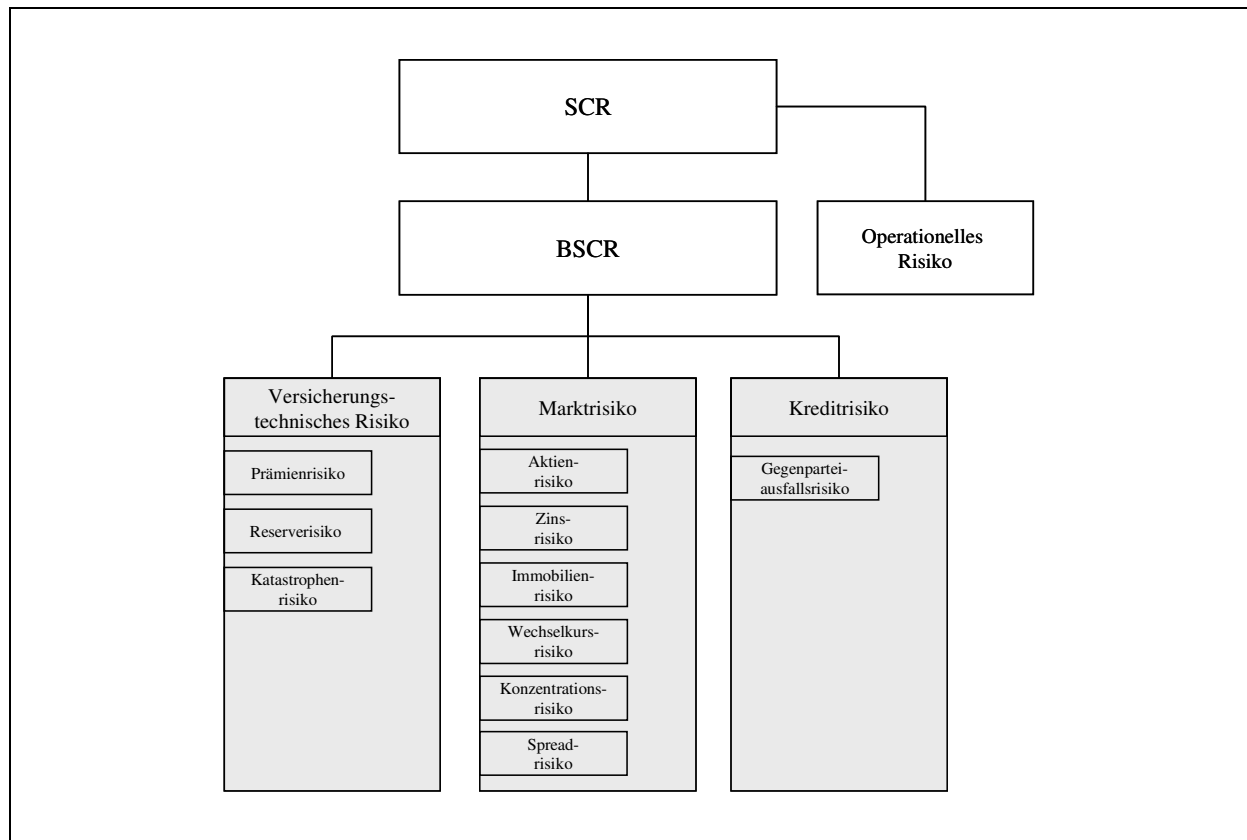 SCR
BSCR
Operationelles
Risiko
Versicherungs-
technisches Risiko
Prämienrisiko
Reserverisiko
Katastrophen-
risiko
Marktrisiko
Aktien-
risiko
Zins-
risiko
Immobilien-
risiko
Wechselkurs-
risiko
Konzentrations-
risiko
Spread-
risiko
Kreditrisiko
Gegenpartei-
ausfallsrisiko